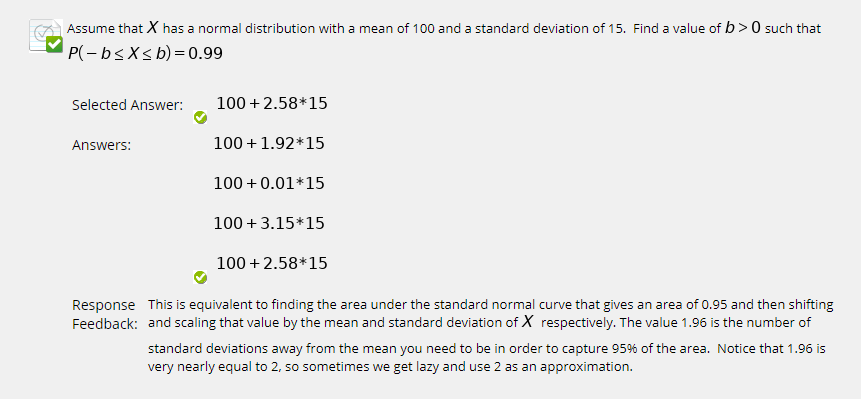 Assume that X has a normal distribution with a mean of 100 and a standard deviation of 15. Find a value of b > 0 such that
P( − b ≤ X ≤ b) = 0.99
Selected Answer: 100 + 2.58*15
Answers: 100 + 1.92*15
100 + 0.01*15
100 + 3.15*15
100 + 2.58*15
Response Feedback: This is equivalent to finding the area under the standard normal curve that gives an area of 0.95 and then shifting
and scaling that value by the mean and standard deviation of X respectively. The value 1.96 is the number of
standard deviations away from the mean you need to be in order to capture 95% of the area. Notice that 1.96 is
very nearly equal to 2, so sometimes we get lazy and use 2 as an approximation.